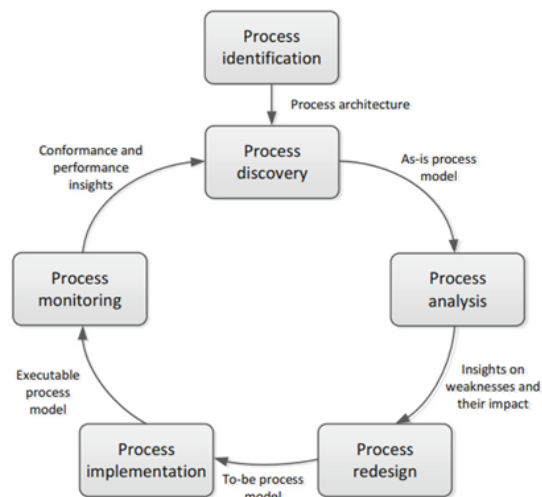 Process
identification
Process architecture
Process
discovery
Conformance and
performance
insights
As-is process
model
Process
monitoring
Process
analysis
Executable
process
model
Insights on
weaknesses and
their impact
Process
implementation
To-be process
model
Process
redesign